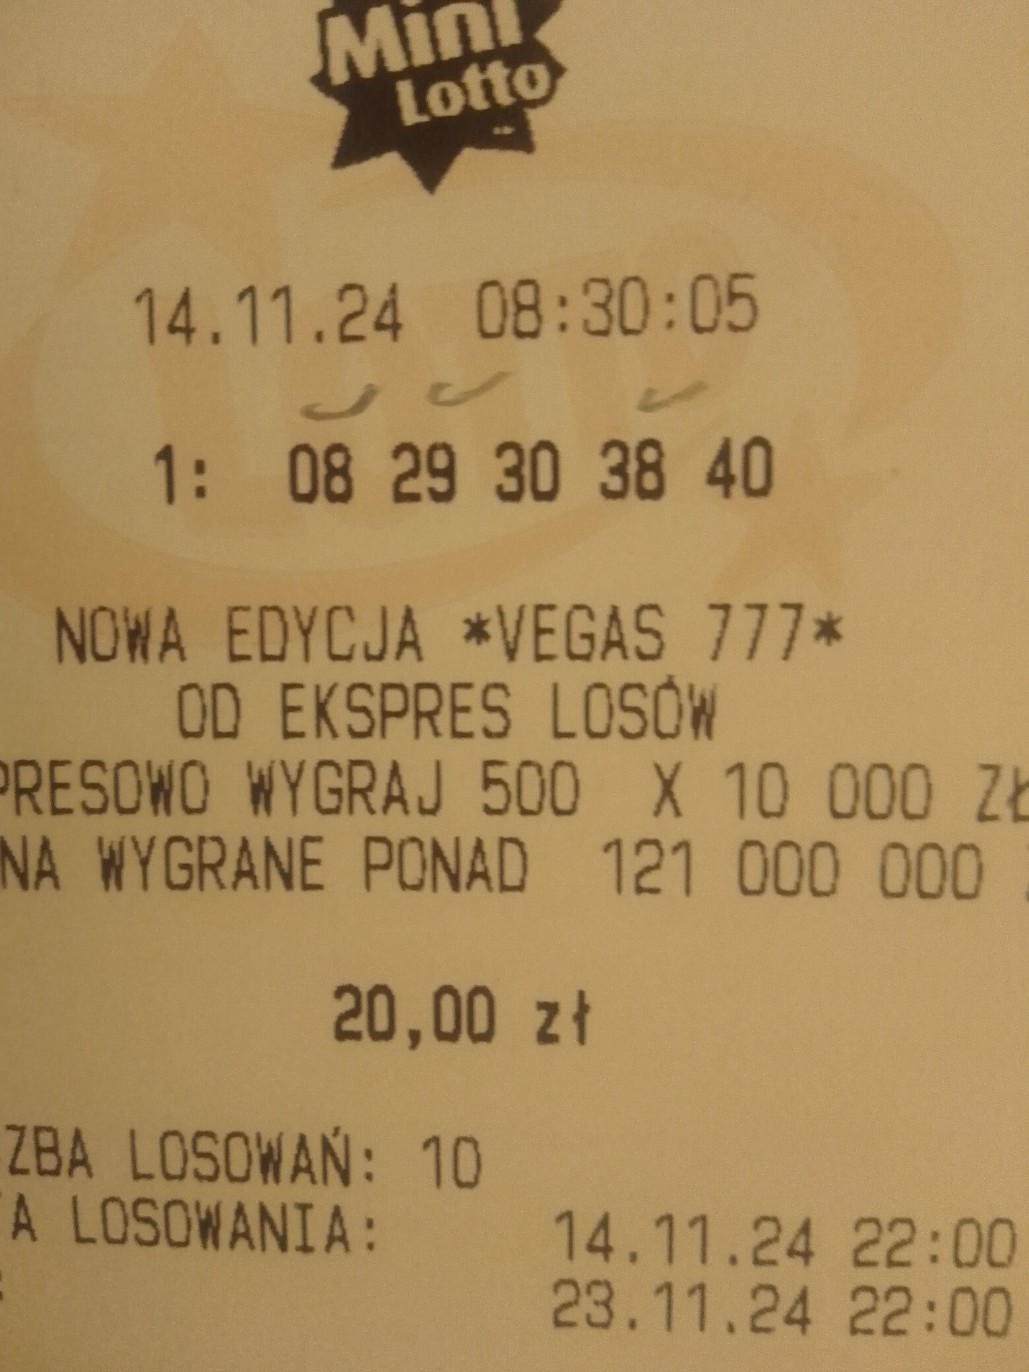 Mini
Lotto
14.11.24 08:30:05
1: 08 29 30 38 40
NOWA EDYCJA *VEGAS 777*
OD EKSPRES LOSÓW
PRESOWO WYGRAJ 500 X 10 000 ZŁ
NA WYGRANE PONAD 121 000 000
20,00 zł
ZBA LOSOWAŃ: 10
TA LOSOWANIA: 14.11.24 22:00
: 23.11.24 22:00